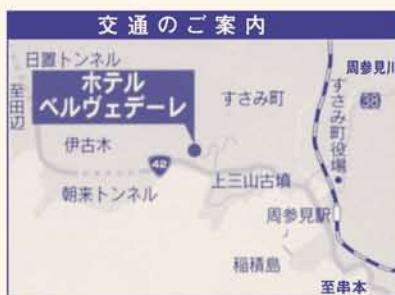 交通のご案内
日置トンネル
至田辺
ホテル
ベルヴェデーレ
伊古木
朝来トンネル
42
すさみ町
上三山古墳
周参見川
38
すさみ町役場
周参見駅
稲積島
至串本